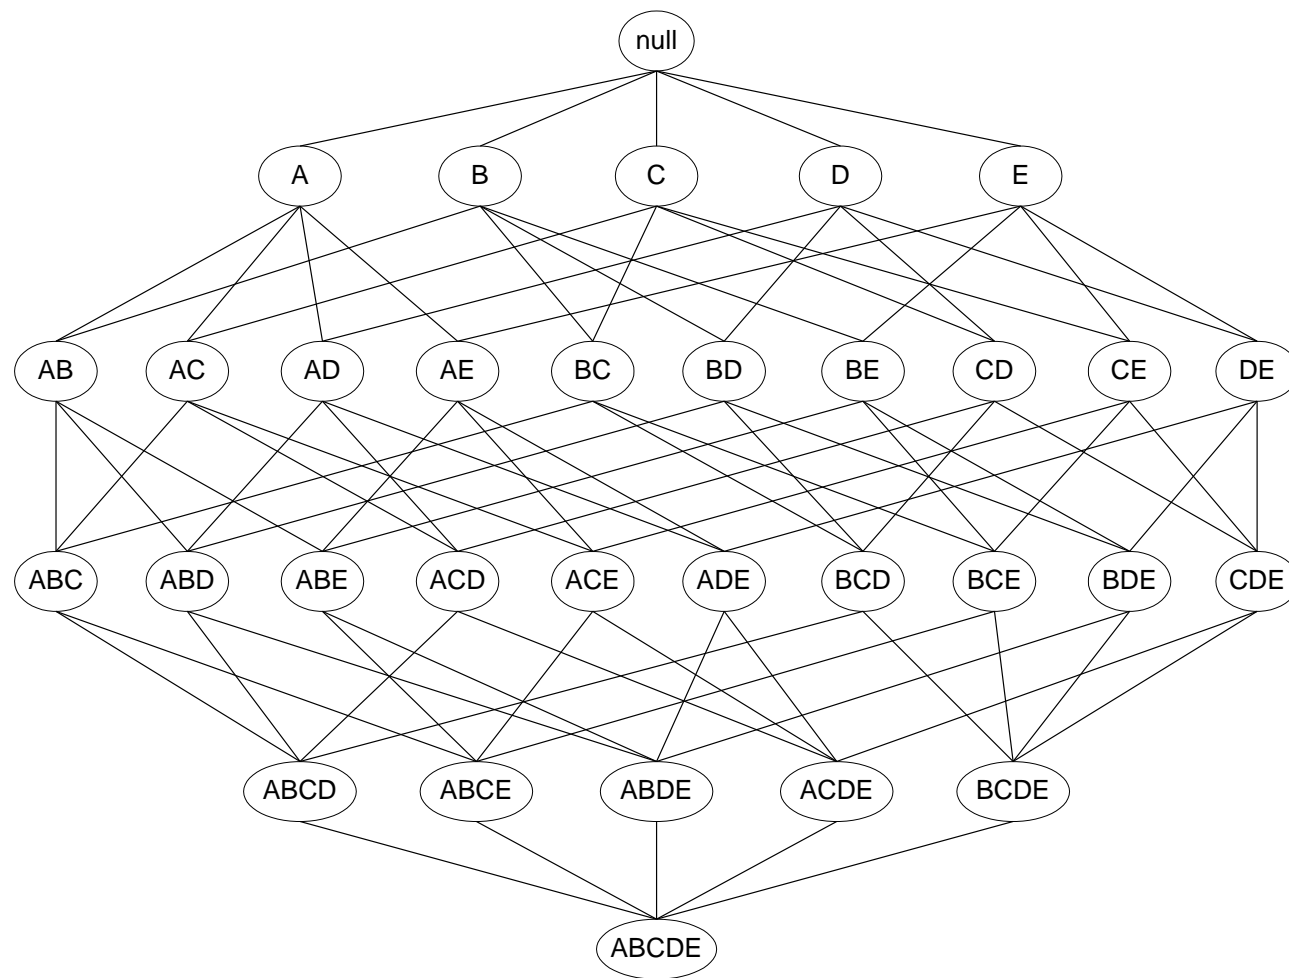 null
A B C D E
AB AC AD AE BC BD BE CD CE DE
ABC ABD ABE ACD ACE ADE BCD BCE BDE CDE
ABCD ABCE ABDE ACDE BCDE
ABCDE